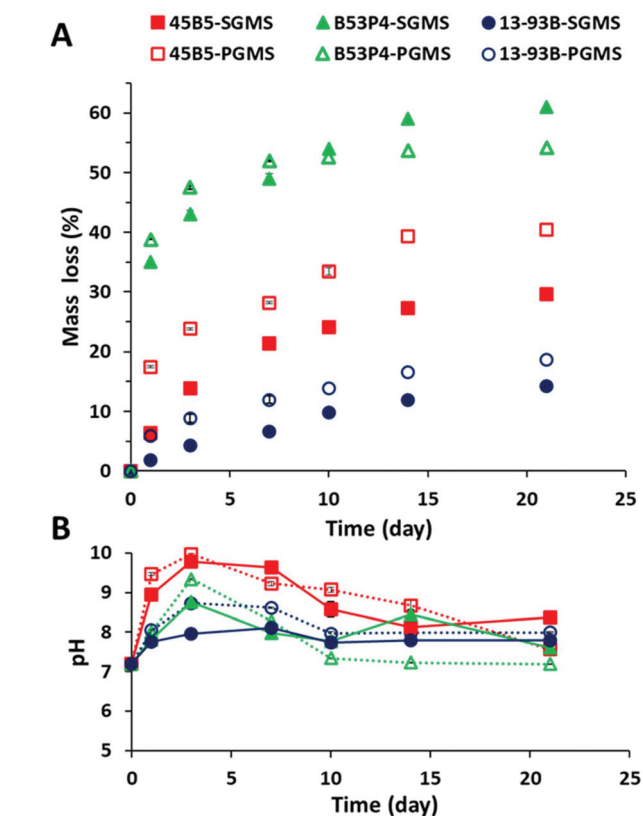 A
45B5-SGMS B53P4-SGMS 13-93B-SGMS
45B5-PGMS B53P4-PGMS 13-93B-PGMS
Mass loss (%)
60
50
40
30
20
10
0
0 5 10 15 20 25
Time (day)
B
pH
10
9
8
7
6
5
0 5 10 15 20 25
Time (day)